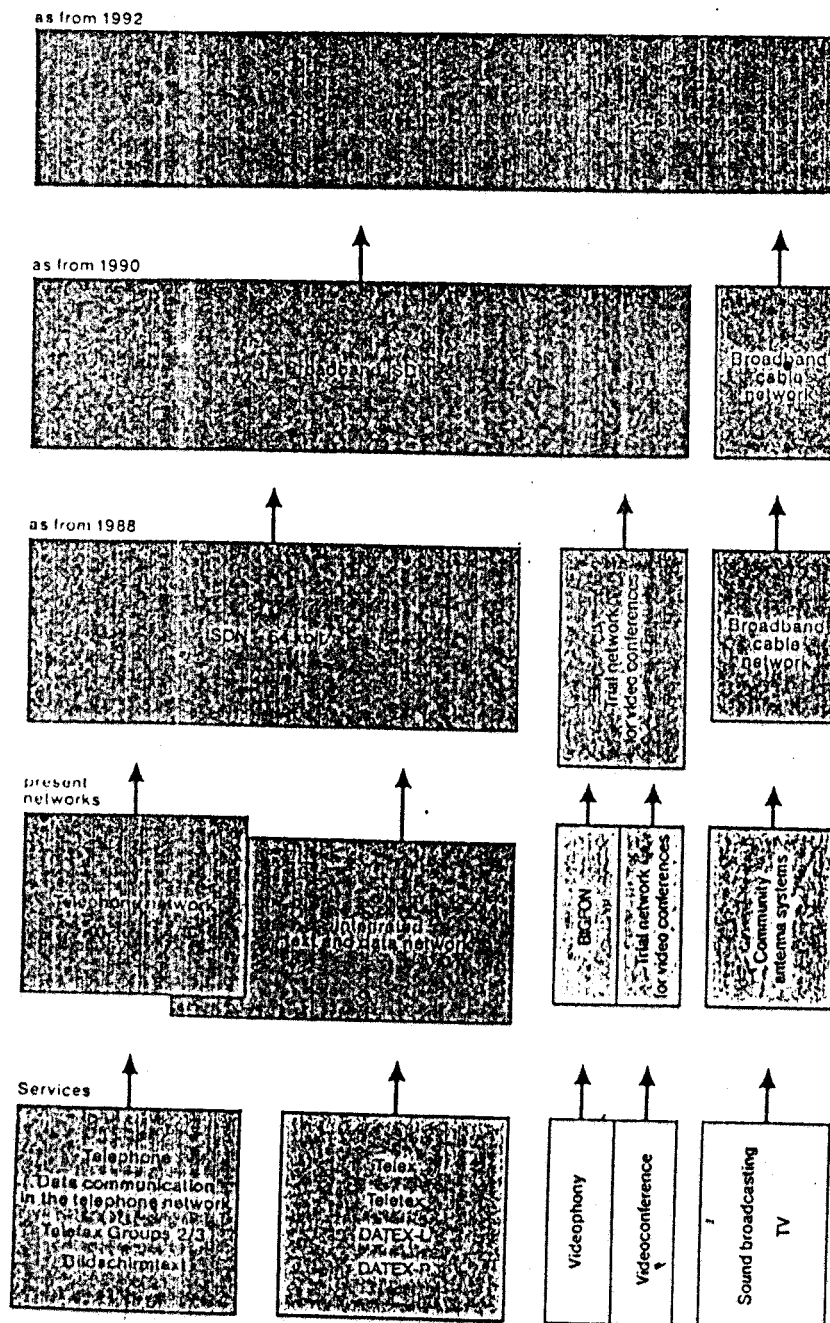 as from 1992
as from 1990
Broadband
cable
network
as from 1988
ISDN 64 kbit/s
Trial network
for video conferences
Broadband
cable
network
present
networks
Telephony network
Integrated
text and data network
BIGFON
Trial network
for video conferences
Community
antenna systems
Services
Telephone
Data communication
in the telephone network
Telefax Groups 2/3
Bildschirmtext
Telex
Teletex
DATEX-L
DATEX-P
Videophony
Videoconference
Sound broadcasting
TV